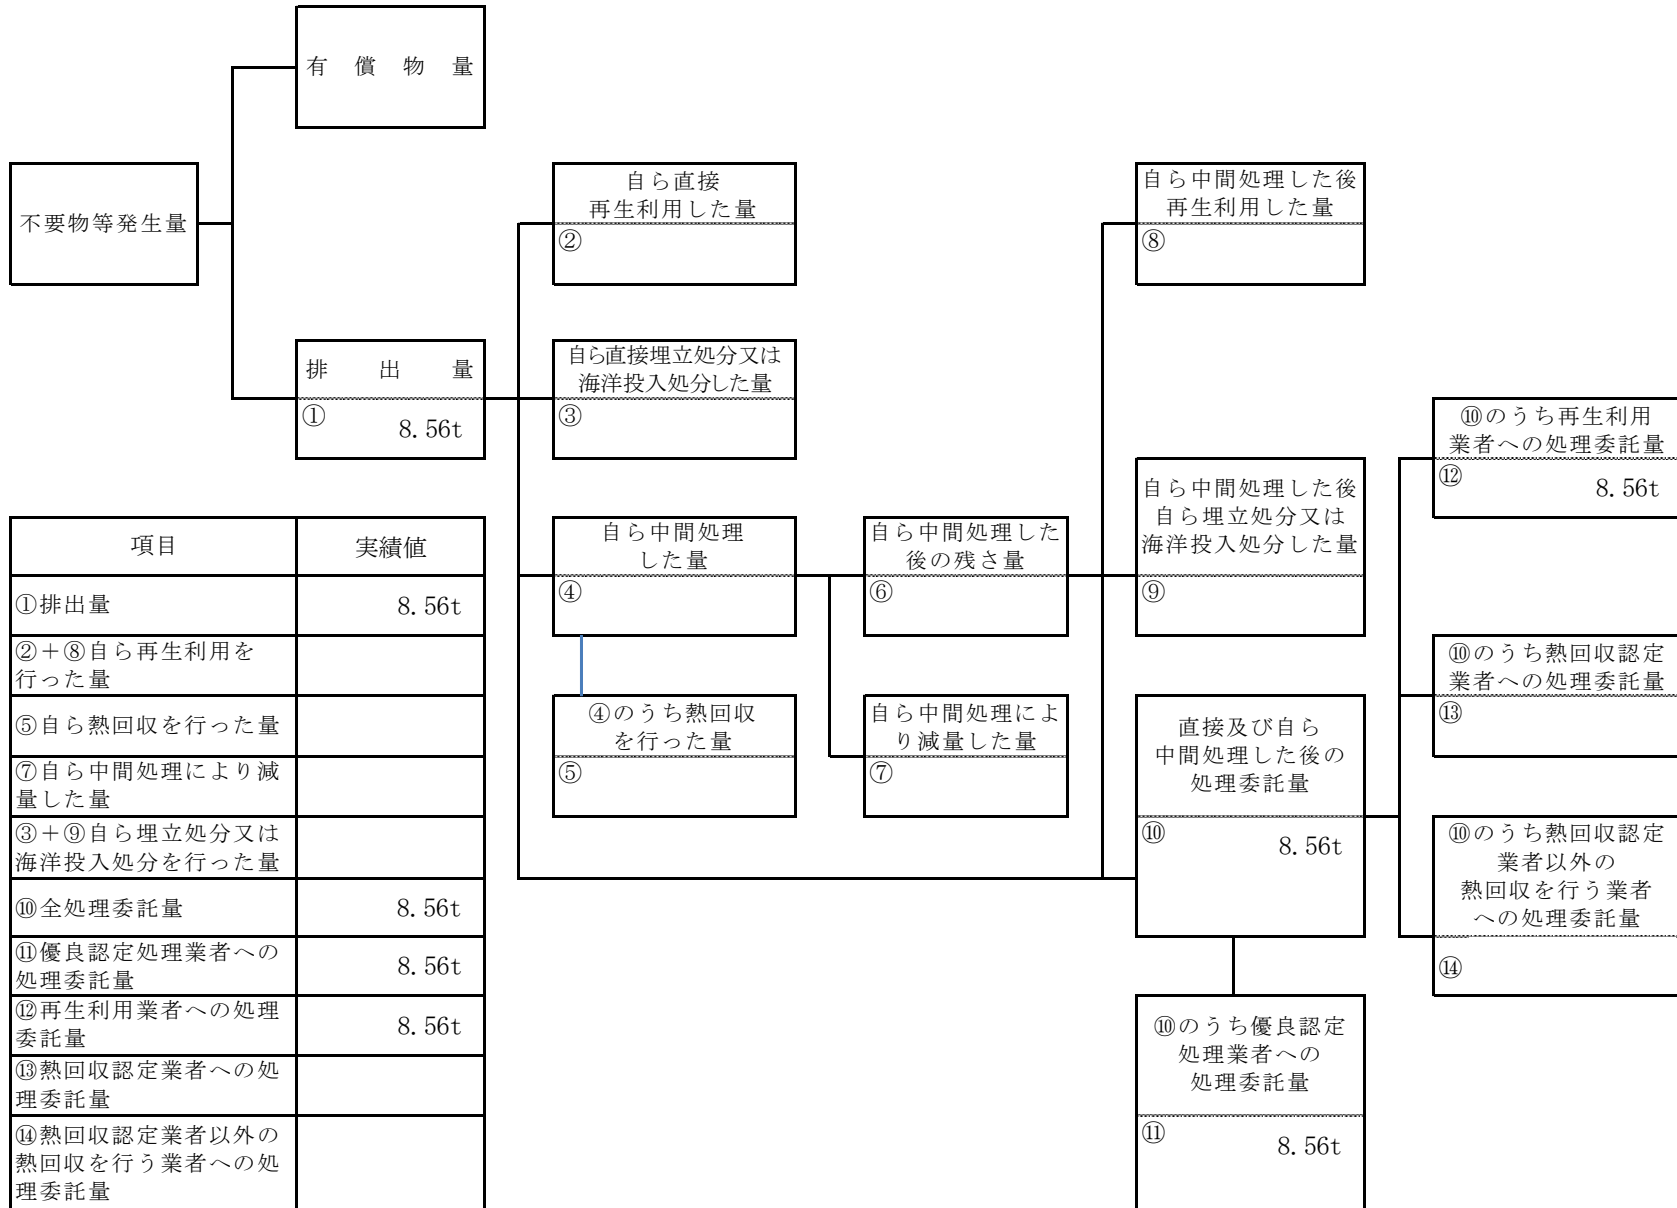 有償物量
不要物等発生量
排出量
①
8.56t
自ら直接
再生利用した量
②
自ら直接埋立処分又は
海洋投入処分した量
③
自ら中間処理
した量
④
④のうち熱回収
を行った量
⑤
自ら中間処理した
後の残さ量
⑥
自ら中間処理によ
り減量した量
⑦
自ら中間処理した後
再生利用した量
⑧
自ら中間処理した後
自ら埋立処分又は
海洋投入処分した量
⑨
直接及び自ら
中間処理した後の
処理委託量
⑩
8.56t
⑩のうち優良認定
処理業者への
処理委託量
⑪
8.56t
⑩のうち再生利用
業者への処理委託量
⑫
8.56t
⑩のうち熱回収認定
業者への処理委託量
⑬
⑩のうち熱回収認定
業者以外の
熱回収を行う業者
への処理委託量
⑭
項目 実績値
①排出量 8.56t
②+⑧自ら再生利用を
行った量
⑤自ら熱回収を行った量
⑦自ら中間処理により減
量した量
③+⑨自ら埋立処分又は
海洋投入処分を行った量
⑩全処理委託量 8.56t
⑪優良認定処理業者への
処理委託量 8.56t
⑫再生利用業者への処理
委託量 8.56t
⑬熱回収認定業者への処
理委託量
⑭熱回収認定業者以外の
熱回収を行う業者への処
理委託量